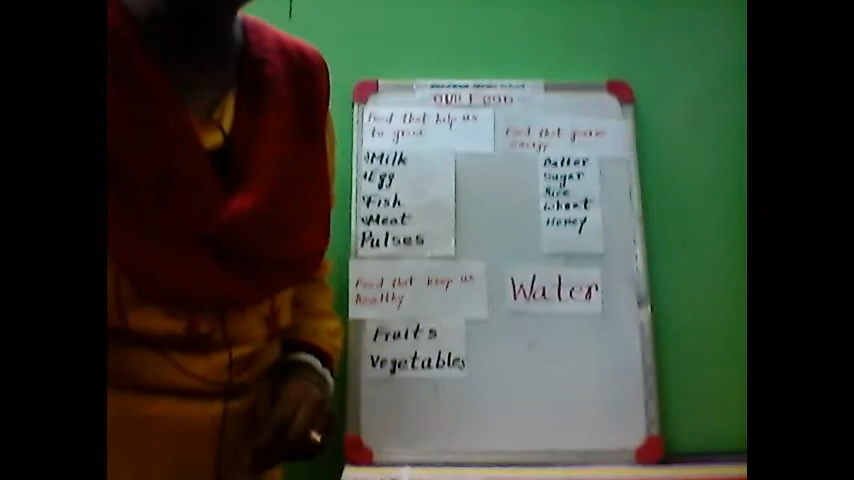 OUR FOOD
Food that help us
to grow
Milk
Egg
Fish
Meat
Pulses
Food that gives
energy
Butter
Sugar
Rice
Wheat
Honey
Food that keep us
healthy
Fruits
Vegetables
Water